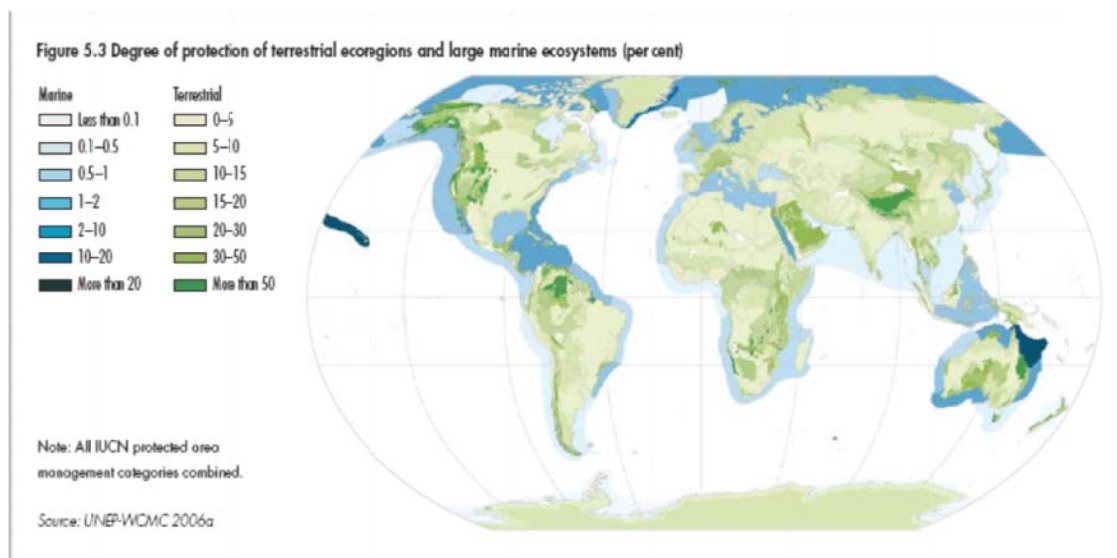 Figure 5.3 Degree of protection of terrestrial ecoregions and large marine ecosystems (per cent)
Marine Terrestrial
Less than 0.1 0–5
0.1–0.5 5–10
0.5–1 10–15
1–2 15–20
2–10 20–30
10–20 30–50
More than 20 More than 50
Note: All IUCN protected area
management categories combined.
Source: UNEP-WCMC 2006a